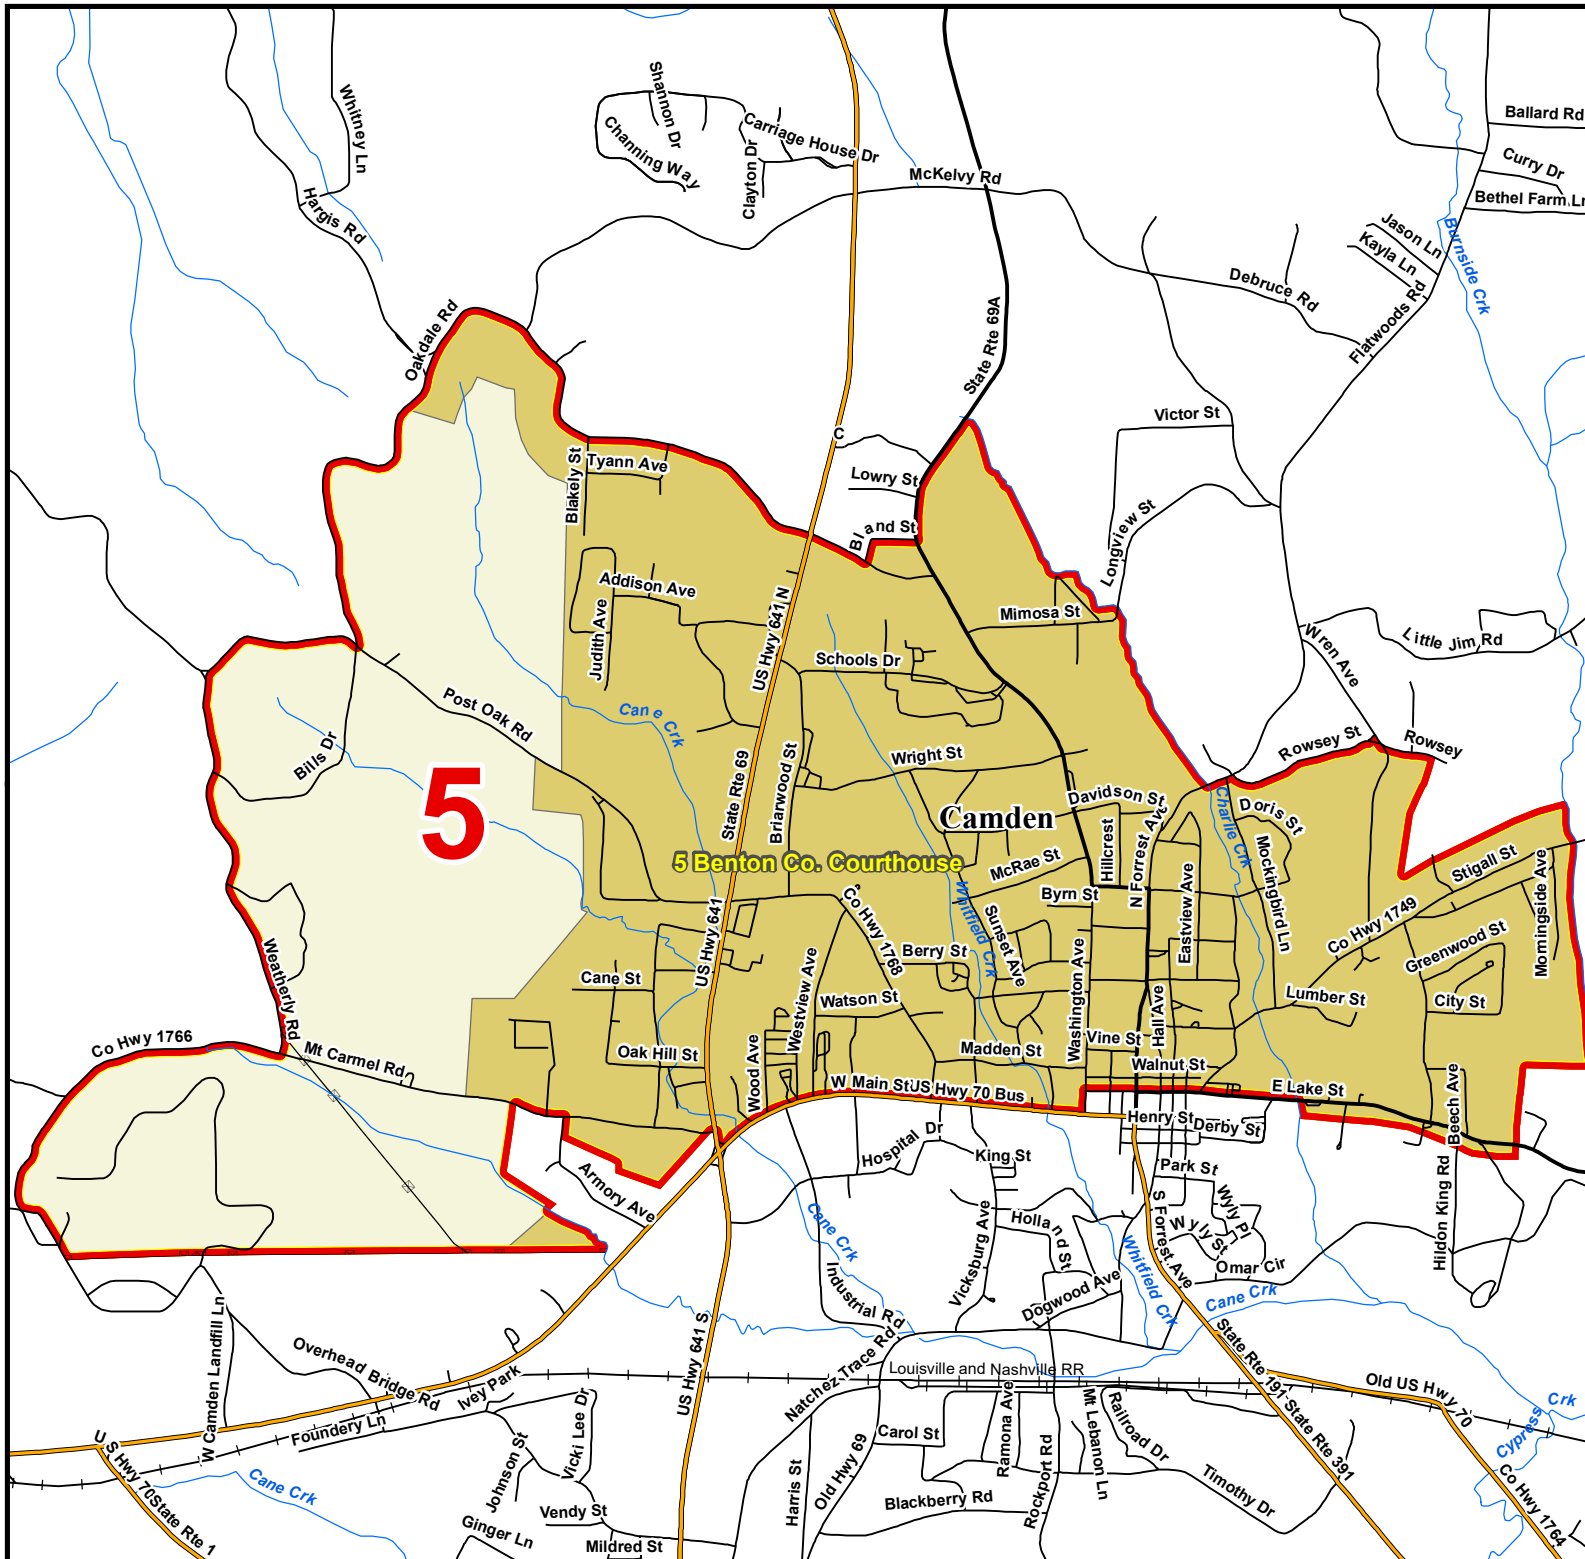 Whitney Ln
Shannon Dr
Channing Way
Carriage House Dr
Clayton Dr
McKelvy Rd
Ballard Rd
Curry Dr
Bethel Farm Ln
Hargis Rd
Jason Ln
Kayla Ln
Burnside Crk
Debruce Rd
Flatwoods Rd
Oakdale Rd
State Rte 69A
Victor St
C
Lowry St
Tyann Ave
Blakely St
Bland St
Longview St
Addison Ave
Judith Ave
US Hwy 641 N
Mimosa St
Schools Dr
Wren Ave
Little Jim Rd
Post Oak Rd
Cane Crk
Bills Dr
Wright St
Rowsey St
Rowsey
5
State Rte 69
Briarwood St
Camden
Davidson St
Charlie Crk
Doris St
5 Benton Co. Courthouse
McRae St
Hillcrest
N Forrest Ave
Mockingbird Ln
Stigall St
Byrn St
Eastview Ave
Morningside Ave
Whitfield Crk
Sunset Ave
Co Hwy 1768
Co Hwy 1749
Greenwood St
US Hwy 641
Berry St
Weatherly Rd
Cane St
Westview Ave
Watson St
Washington Ave
Lumber St
City St
Co Hwy 1766
Mt Carmel Rd
Oak Hill St
Wood Ave
Madden St
Vine St
Hall Ave
Walnut St
W Main St
US Hwy 70 Bus
E Lake St
Beech Ave
Henry St
Derby St
Hospital Dr
King St
Park St
Armory Ave
Wyly Pl
Wyly St
S Forrest Ave
Omar Cir
Hildon King Rd
Cane Crk
Vicksburg Ave
Holland St
Whitfield Crk
Dogwood Ave
Cane Crk
Industrial Rd
W Camden Landfill Ln
US Hwy 641 S
Natchez Trace Rd
Overhead Bridge Rd
Ivey Park
Louisville and Nashville RR
State Rte 191-State Rte 391
Old US Hwy 70
Crk
Cypress
Foundery Ln
Vicki Lee Dr
Carol St
Ramona Ave
Mt Lebanon Ln
Railroad Dr
US Hwy 70
State Rte 1
Cane Crk
Johnson St
Harris St
Old Hwy 69
Rockport Rd
Timothy Dr
Co Hwy 1764
Vendy St
Blackberry Rd
Ginger Ln
Mildred St